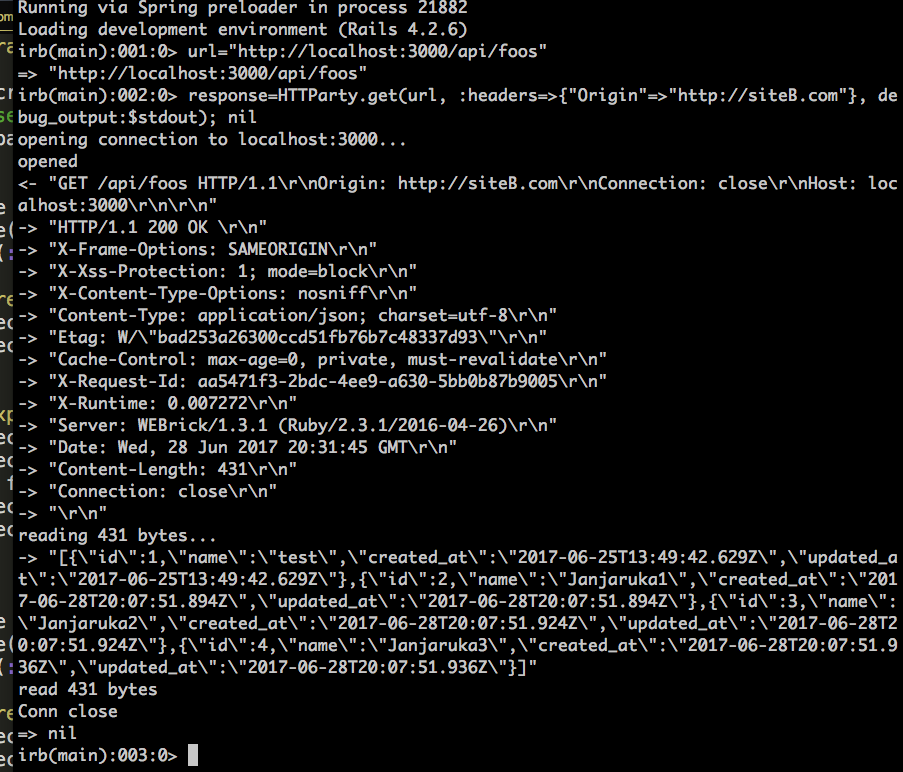 Running via Spring preloader in process 21882
Loading development environment (Rails 4.2.6)
irb(main):001:0> url="http://localhost:3000/api/foos"
=> "http://localhost:3000/api/foos"
irb(main):002:0> response=HTTParty.get(url, :headers=>{"Origin"=>"http://siteB.com"}, de
bug_output:$stdout); nil
opening connection to localhost:3000...
opened
<- "GET /api/foos HTTP/1.1\r\nOrigin: http://siteB.com\r\nConnection: close\r\nHost: loc
alhost:3000\r\n\r\n"
-> "HTTP/1.1 200 OK \r\n"
-> "X-Frame-Options: SAMEORIGIN\r\n"
-> "X-Xss-Protection: 1; mode=block\r\n"
-> "X-Content-Type-Options: nosniff\r\n"
-> "Content-Type: application/json; charset=utf-8\r\n"
-> "Etag: W/\"bad253a26300ccd51fb76b7c48337d93\"\r\n"
-> "Cache-Control: max-age=0, private, must-revalidate\r\n"
-> "X-Request-Id: aa5471f3-2bdc-4ee9-a630-5bb0b87b9005\r\n"
-> "X-Runtime: 0.007272\r\n"
-> "Server: WEBrick/1.3.1 (Ruby/2.3.1/2016-04-26)\r\n"
-> "Date: Wed, 28 Jun 2017 20:31:45 GMT\r\n"
-> "Content-Length: 431\r\n"
-> "Connection: close\r\n"
-> "\r\n"
reading 431 bytes...
-> "[{\"id\":1,\"name\":\"test\",\"created_at\":\"2017-06-25T13:49:42.629Z\",\"updated_a
t\":\"2017-06-25T13:49:42.629Z\"},{\"id\":2,\"name\":\"Janjaruka1\",\"created_at\":\"201
7-06-28T20:07:51.894Z\",\"updated_at\":\"2017-06-28T20:07:51.894Z\"},{\"id\":3,\"name\":
\"Janjaruka2\",\"created_at\":\"2017-06-28T20:07:51.924Z\",\"updated_at\":\"2017-06-28T2
0:07:51.924Z\"},{\"id\":4,\"name\":\"Janjaruka3\",\"created_at\":\"2017-06-28T20:07:51.9
36Z\",\"updated_at\":\"2017-06-28T20:07:51.936Z\"}]"
read 431 bytes
Conn close
=> nil
irb(main):003:0>